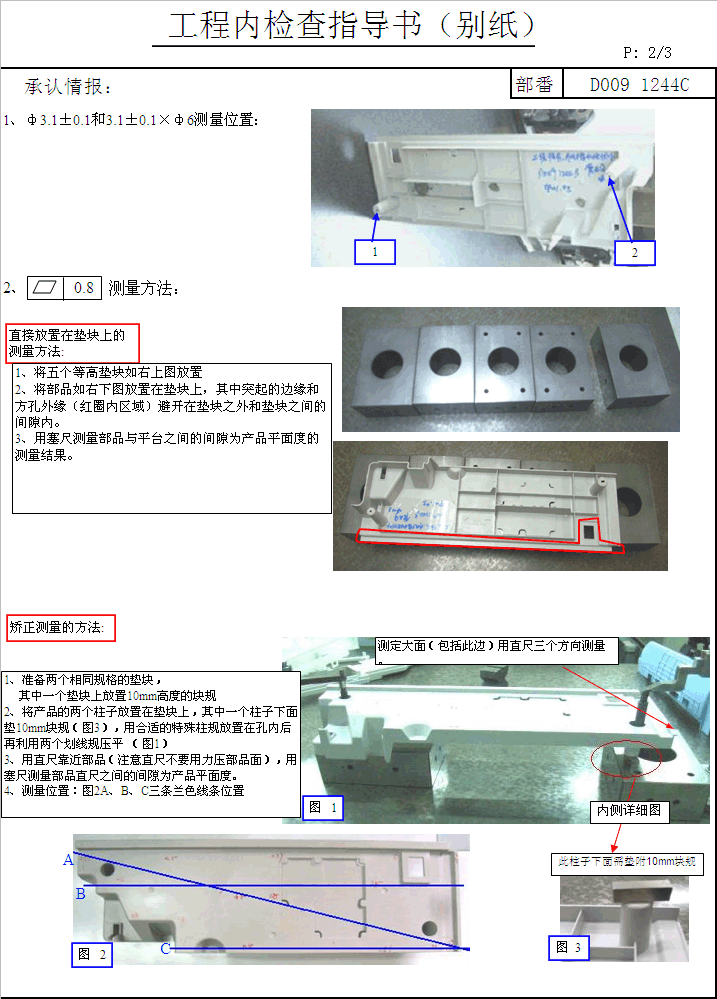 工程内检查指导书（别纸）
P: 2/3
承认情报：
部番 D009 1244C
1、φ3.1±0.1和3.1±0.1×φ6测量位置:
1
2
2、▱ 0.8 测量方法：
直接放置在垫块上的
测量方法:
1、将五个等高垫块如右上图放置
2、将部品如右下图放置在垫块上，其中突起的边缘和
方孔外缘（红圈内区域）避开在垫块之外和垫块之间的
间隙内。
3、用塞尺测量部品与平台之间的间隙为产品平面度的
测量结果。
矫正测量的方法:
测定大面（包括此边）用直尺三个方向测量
。
1、准备两个相同规格的垫块，
其中一个垫块上放置10mm高度的块规
2、将产品的两个柱子放置在垫块上，其中一个柱子下面
垫10mm块规（图3），用合适的特殊柱规放置在孔内后
再利用两个划线规压平 （图1）
3、用直尺靠近部品（注意直尺不要用力压部品面），用
塞尺测量部品直尺之间的间隙为产品平面度。
4、测量位置：图2A、B、C三条兰色线条位置
图 1
内侧详细图
此柱子下面需垫附10mm块规
A
B
C
图 2
图 3